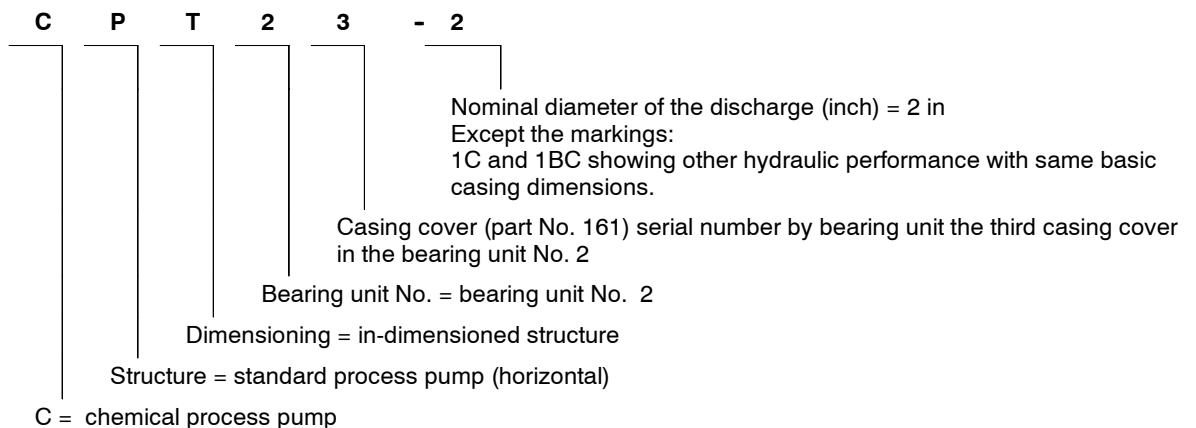 C P T 2 3 - 2
Nominal diameter of the discharge (inch) = 2 in
Except the markings:
1C and 1BC showing other hydraulic performance with same basic
casing dimensions.
Casing cover (part No. 161) serial number by bearing unit the third casing cover
in the bearing unit No. 2
Bearing unit No. = bearing unit No. 2
Dimensioning = in-dimensioned structure
Structure = standard process pump (horizontal)
C = chemical process pump